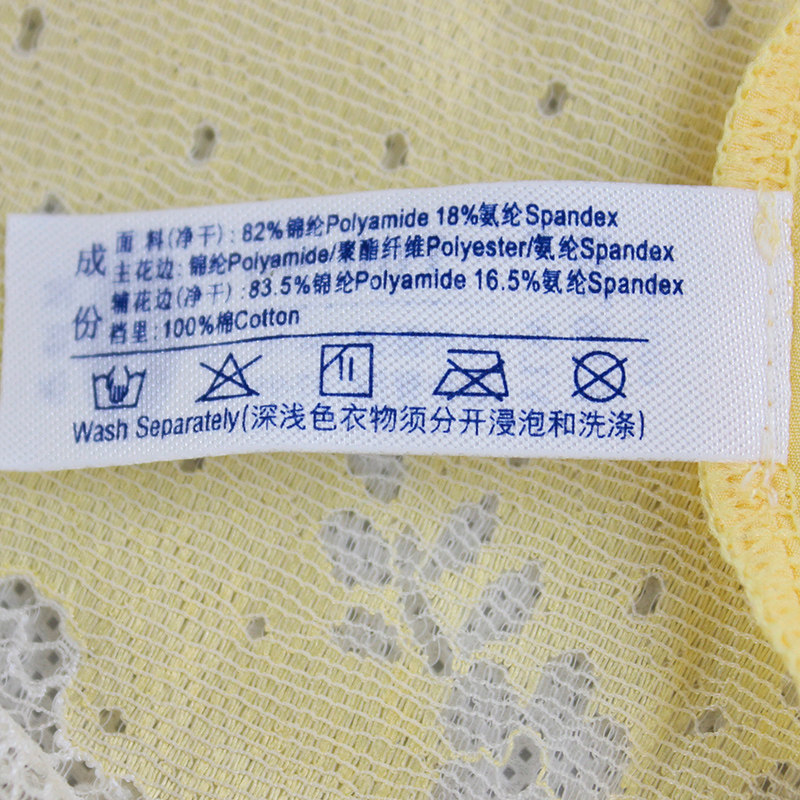 成份
面 料(净干): 82%锦纶Polyamide 18%氨纶Spandex
主花边: 锦纶Polyamide/聚酯纤维Polyester/氨纶Spandex
辅花边(净干): 83.5%锦纶Polyamide 16.5%氨纶Spandex
裆里: 100%棉Cotton
Wash Separately(深浅色衣物须分开浸泡和洗涤)